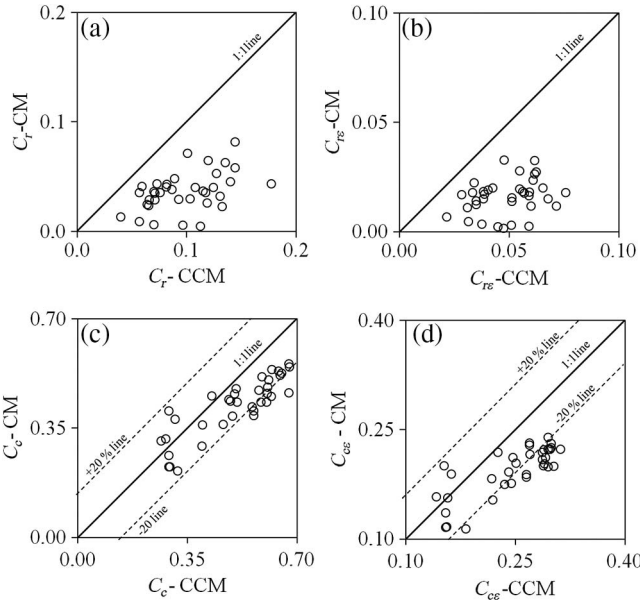 (a)
1:1line
0.2
0.1
0.0
Cr-CM
0.0
0.1
0.2
Cr- CCM
(b)
1:1line
0.10
0.05
0.00
Crε-CM
0.00
0.05
0.10
Crε-CCM
(c)
1:1line
+20 % line
-20 line
0.70
0.35
0.00
Cc- CM
0.00
0.35
0.70
Cc- CCM
(d)
+20 % line
1:1line
-20 % line
0.40
0.25
0.10
Ccε- CM
0.10
0.25
0.40
Ccε-CCM